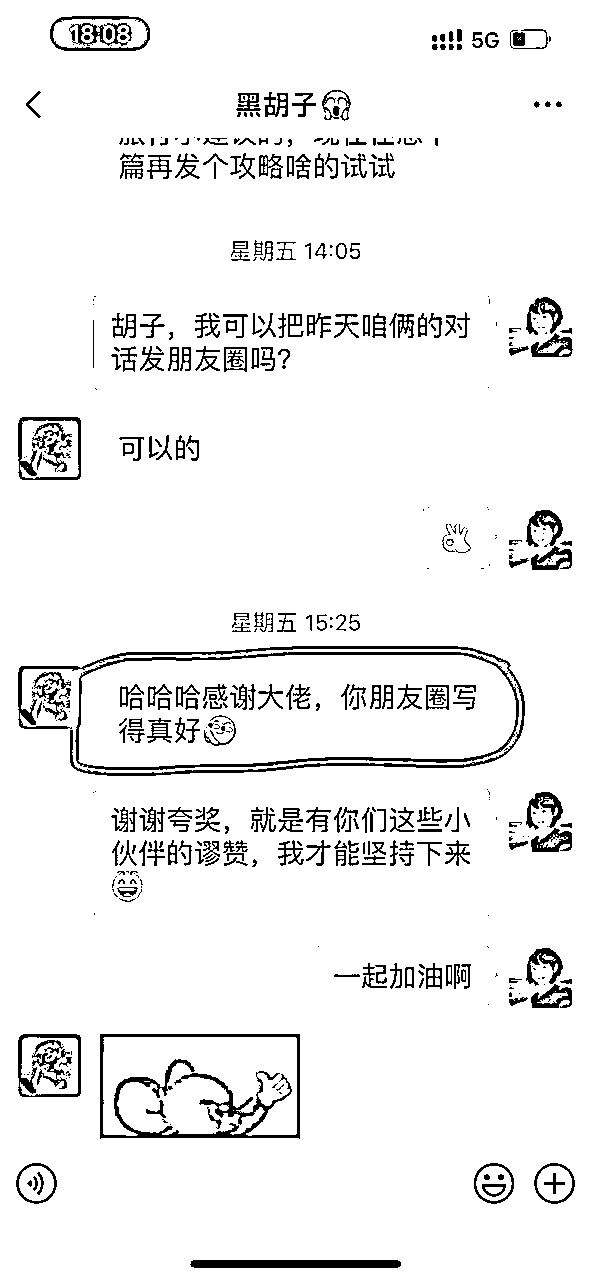 18:08
5G
黑胡子😱
篇再发个攻略啥的试试
星期五 14:05
胡子，我可以把昨天咱俩的对
话发朋友圈吗？
可以的
👌
星期五 15:25
哈哈哈感谢大佬，你朋友圈写
得真好
谢谢夸奖，就是有你们这些小
伙伴的谬赞，我才能坚持下来
😄
一起加油啊